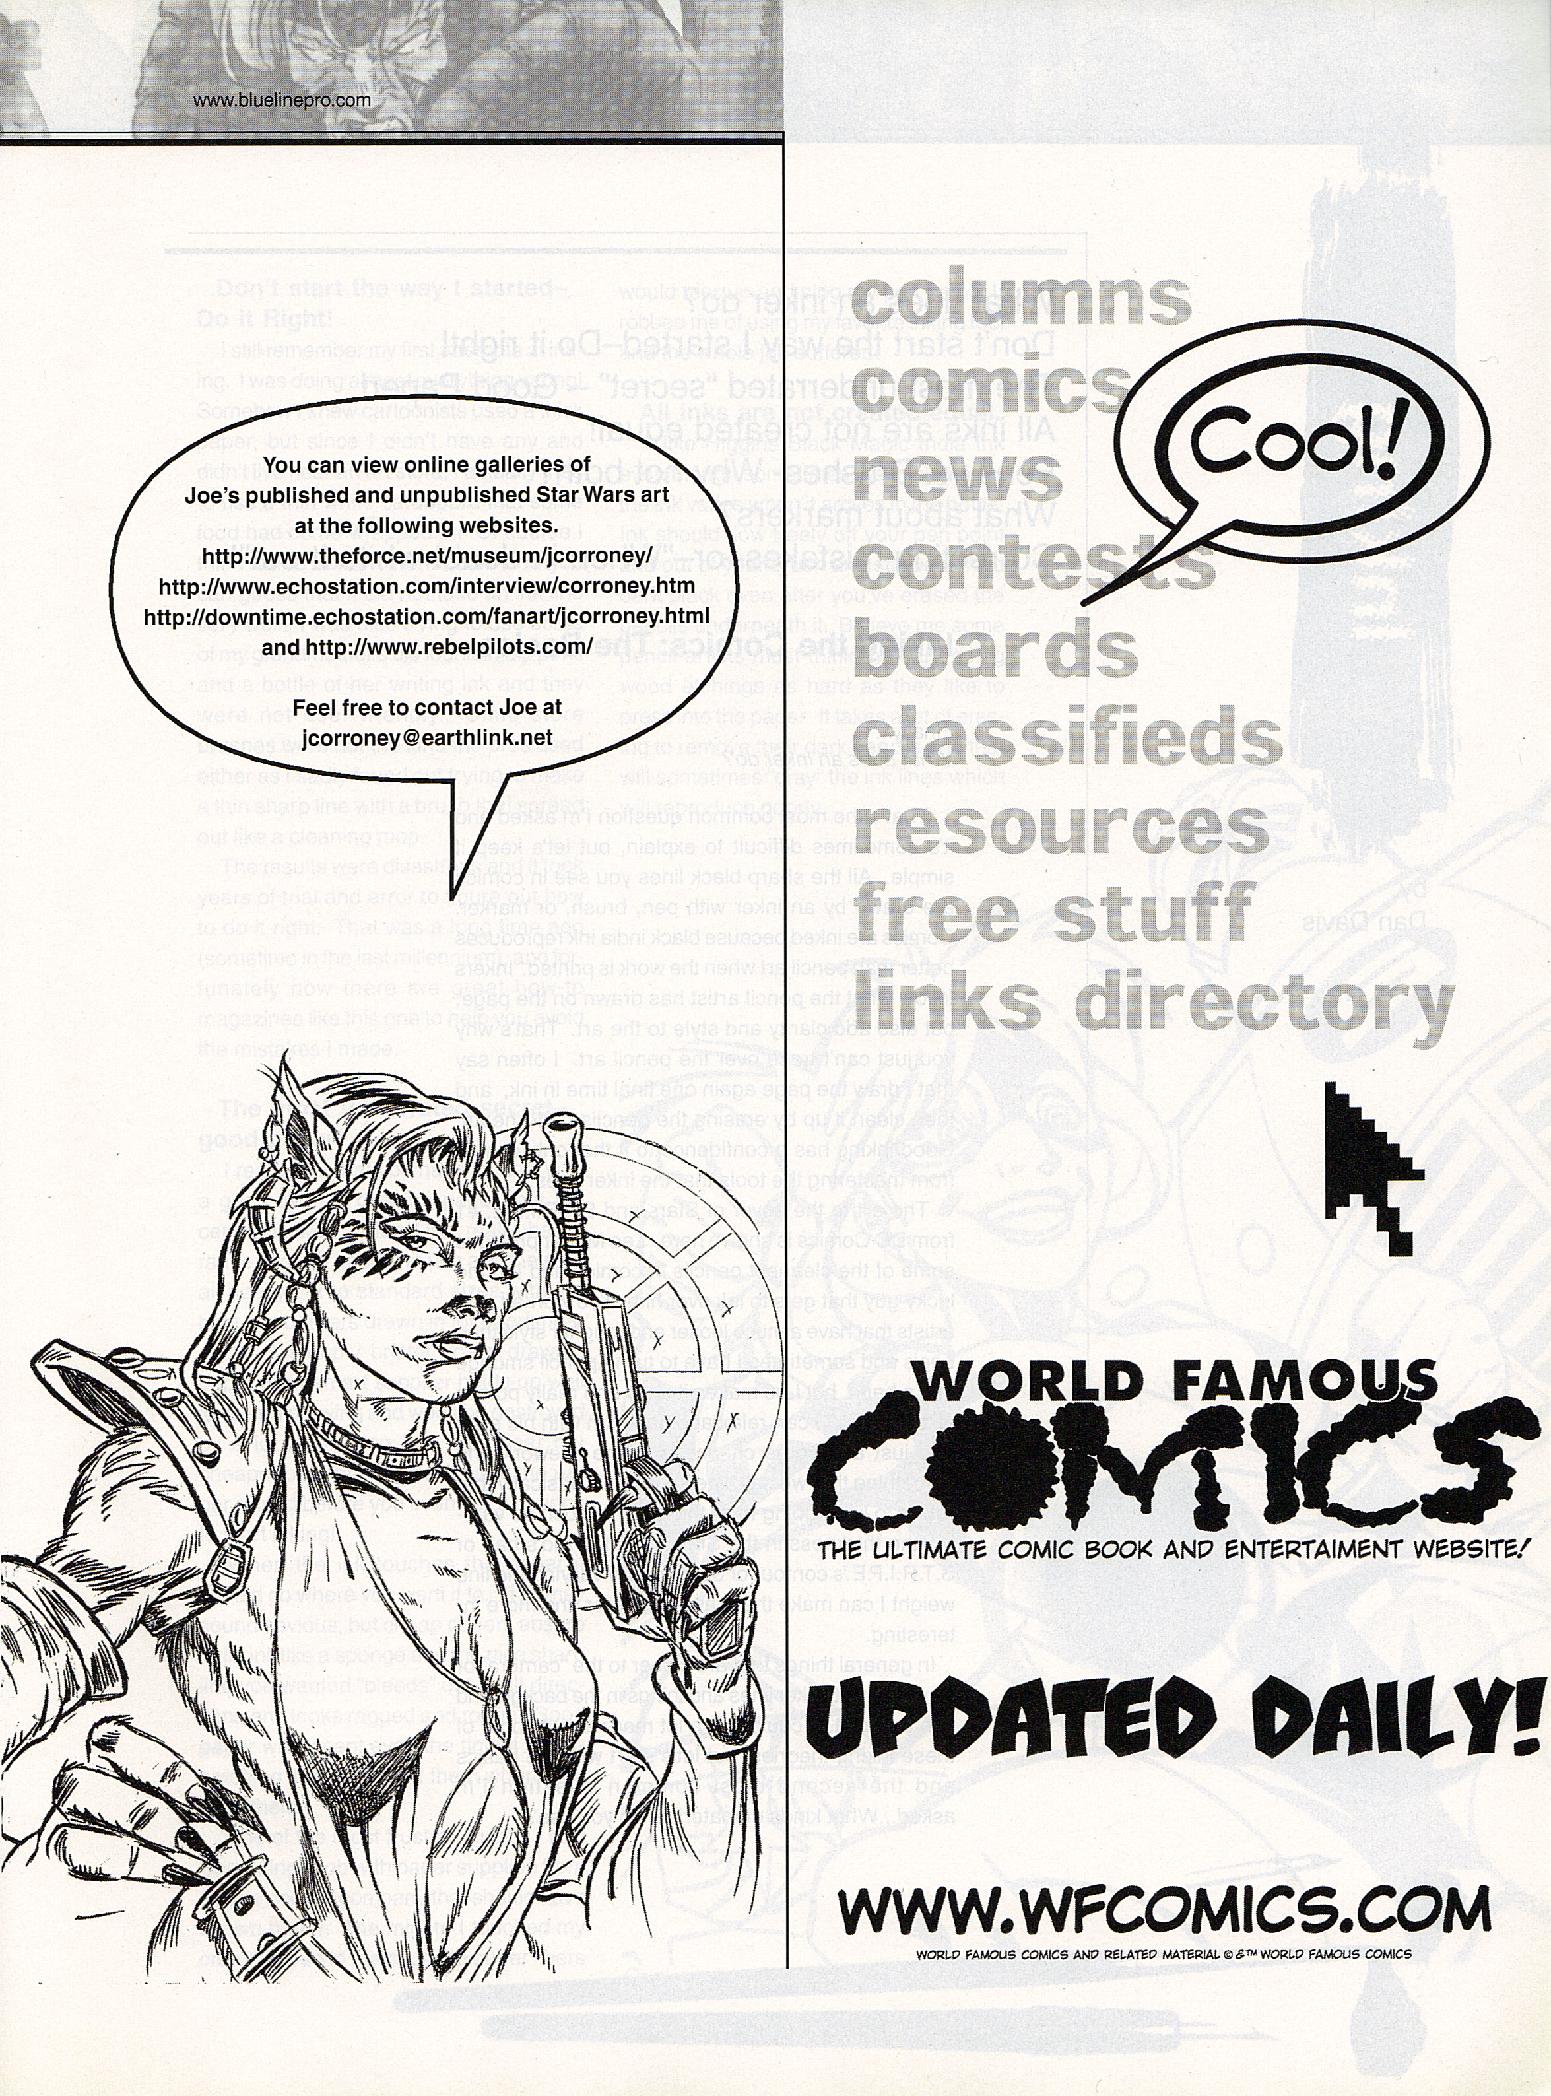 www.bluelinepro.com
You can view online galleries of
Joe's published and unpublished Star Wars art
at the following websites.
http://www.theforce.net/museum/jcorroney/
http://www.echostation.com/interview/corroney.htm
http://downtime.echostation.com/fanart/jcorroney.html
and http://www.rebelpilots.com/
Feel free to contact Joe at
jcorroney@earthlink.net
columns
comics
news
contests
boards
classifieds
resources
free stuff
links directory
Cool!
WORLD FAMOUS
COMICS
THE ULTIMATE COMIC BOOK AND ENTERTAIMENT WEBSITE!
UPDATED DAILY!
WWW.WFCOMICS.COM
WORLD FAMOUS COMICS AND RELATED MATERIAL © & ™ WORLD FAMOUS COMICS